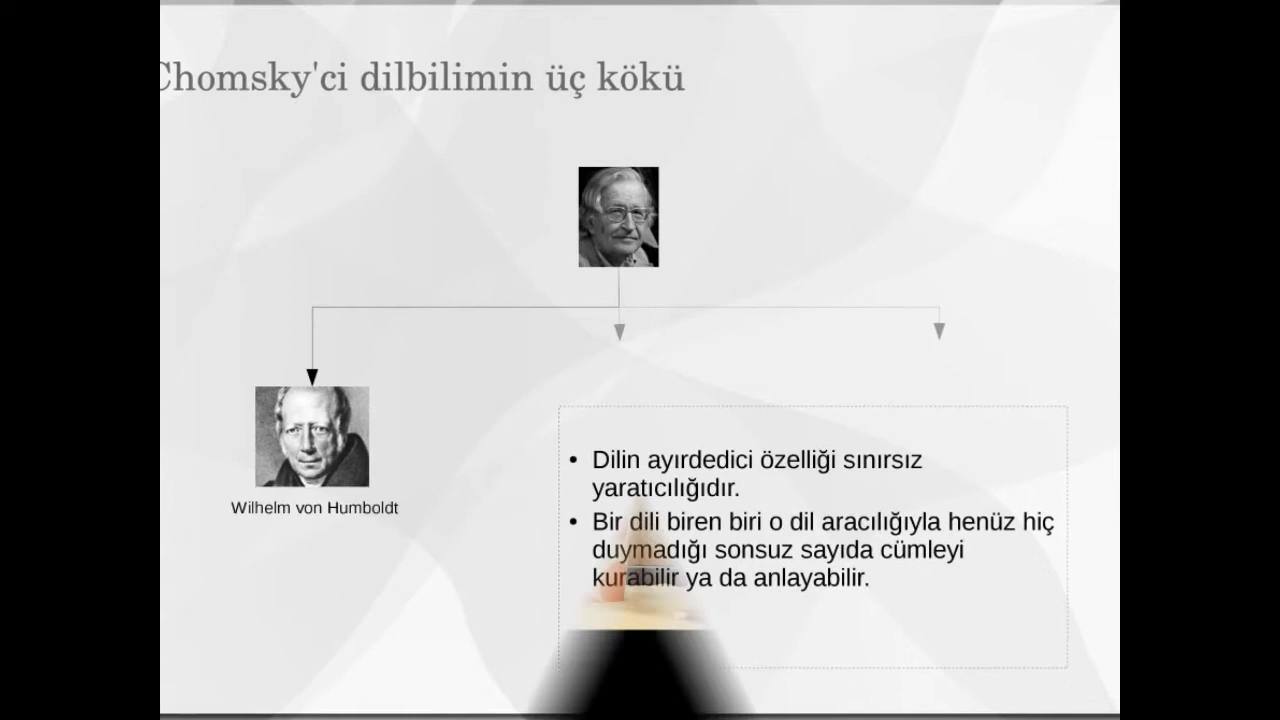 Chomsky'ci dilbilimin üç kökü
Wilhelm von Humboldt
• Dilin ayırdedici özelliği sınırsız
yaratıcılığıdır.
• Bir dili biren biri o dil aracılığıyla henüz hiç
duymadığı sonsuz sayıda cümleyi
kurabilir ya da anlayabilir.